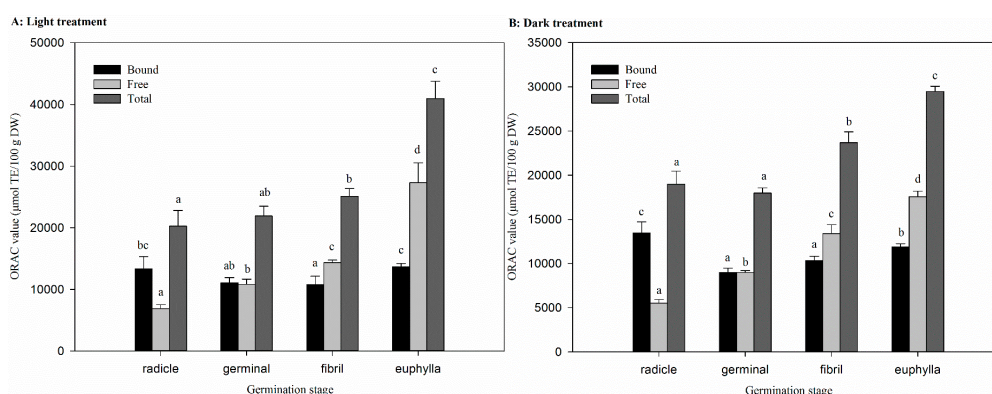 A: Light treatment
50000
40000
30000
20000
10000
0
ORAC value (μmol TE/100 g DW)
Bound
Free
Total
bc
a
a
ab
b
ab
a
c
b
c
d
c
radicle
germinal
fibril
euphylla
Germination stage
B: Dark treatment
35000
30000
25000
20000
15000
10000
5000
0
ORAC value (μmol TE/100 g DW)
Bound
Free
Total
c
a
a
a
b
a
a
c
b
b
d
c
radicle
germinal
fibril
euphylla
Germination stage